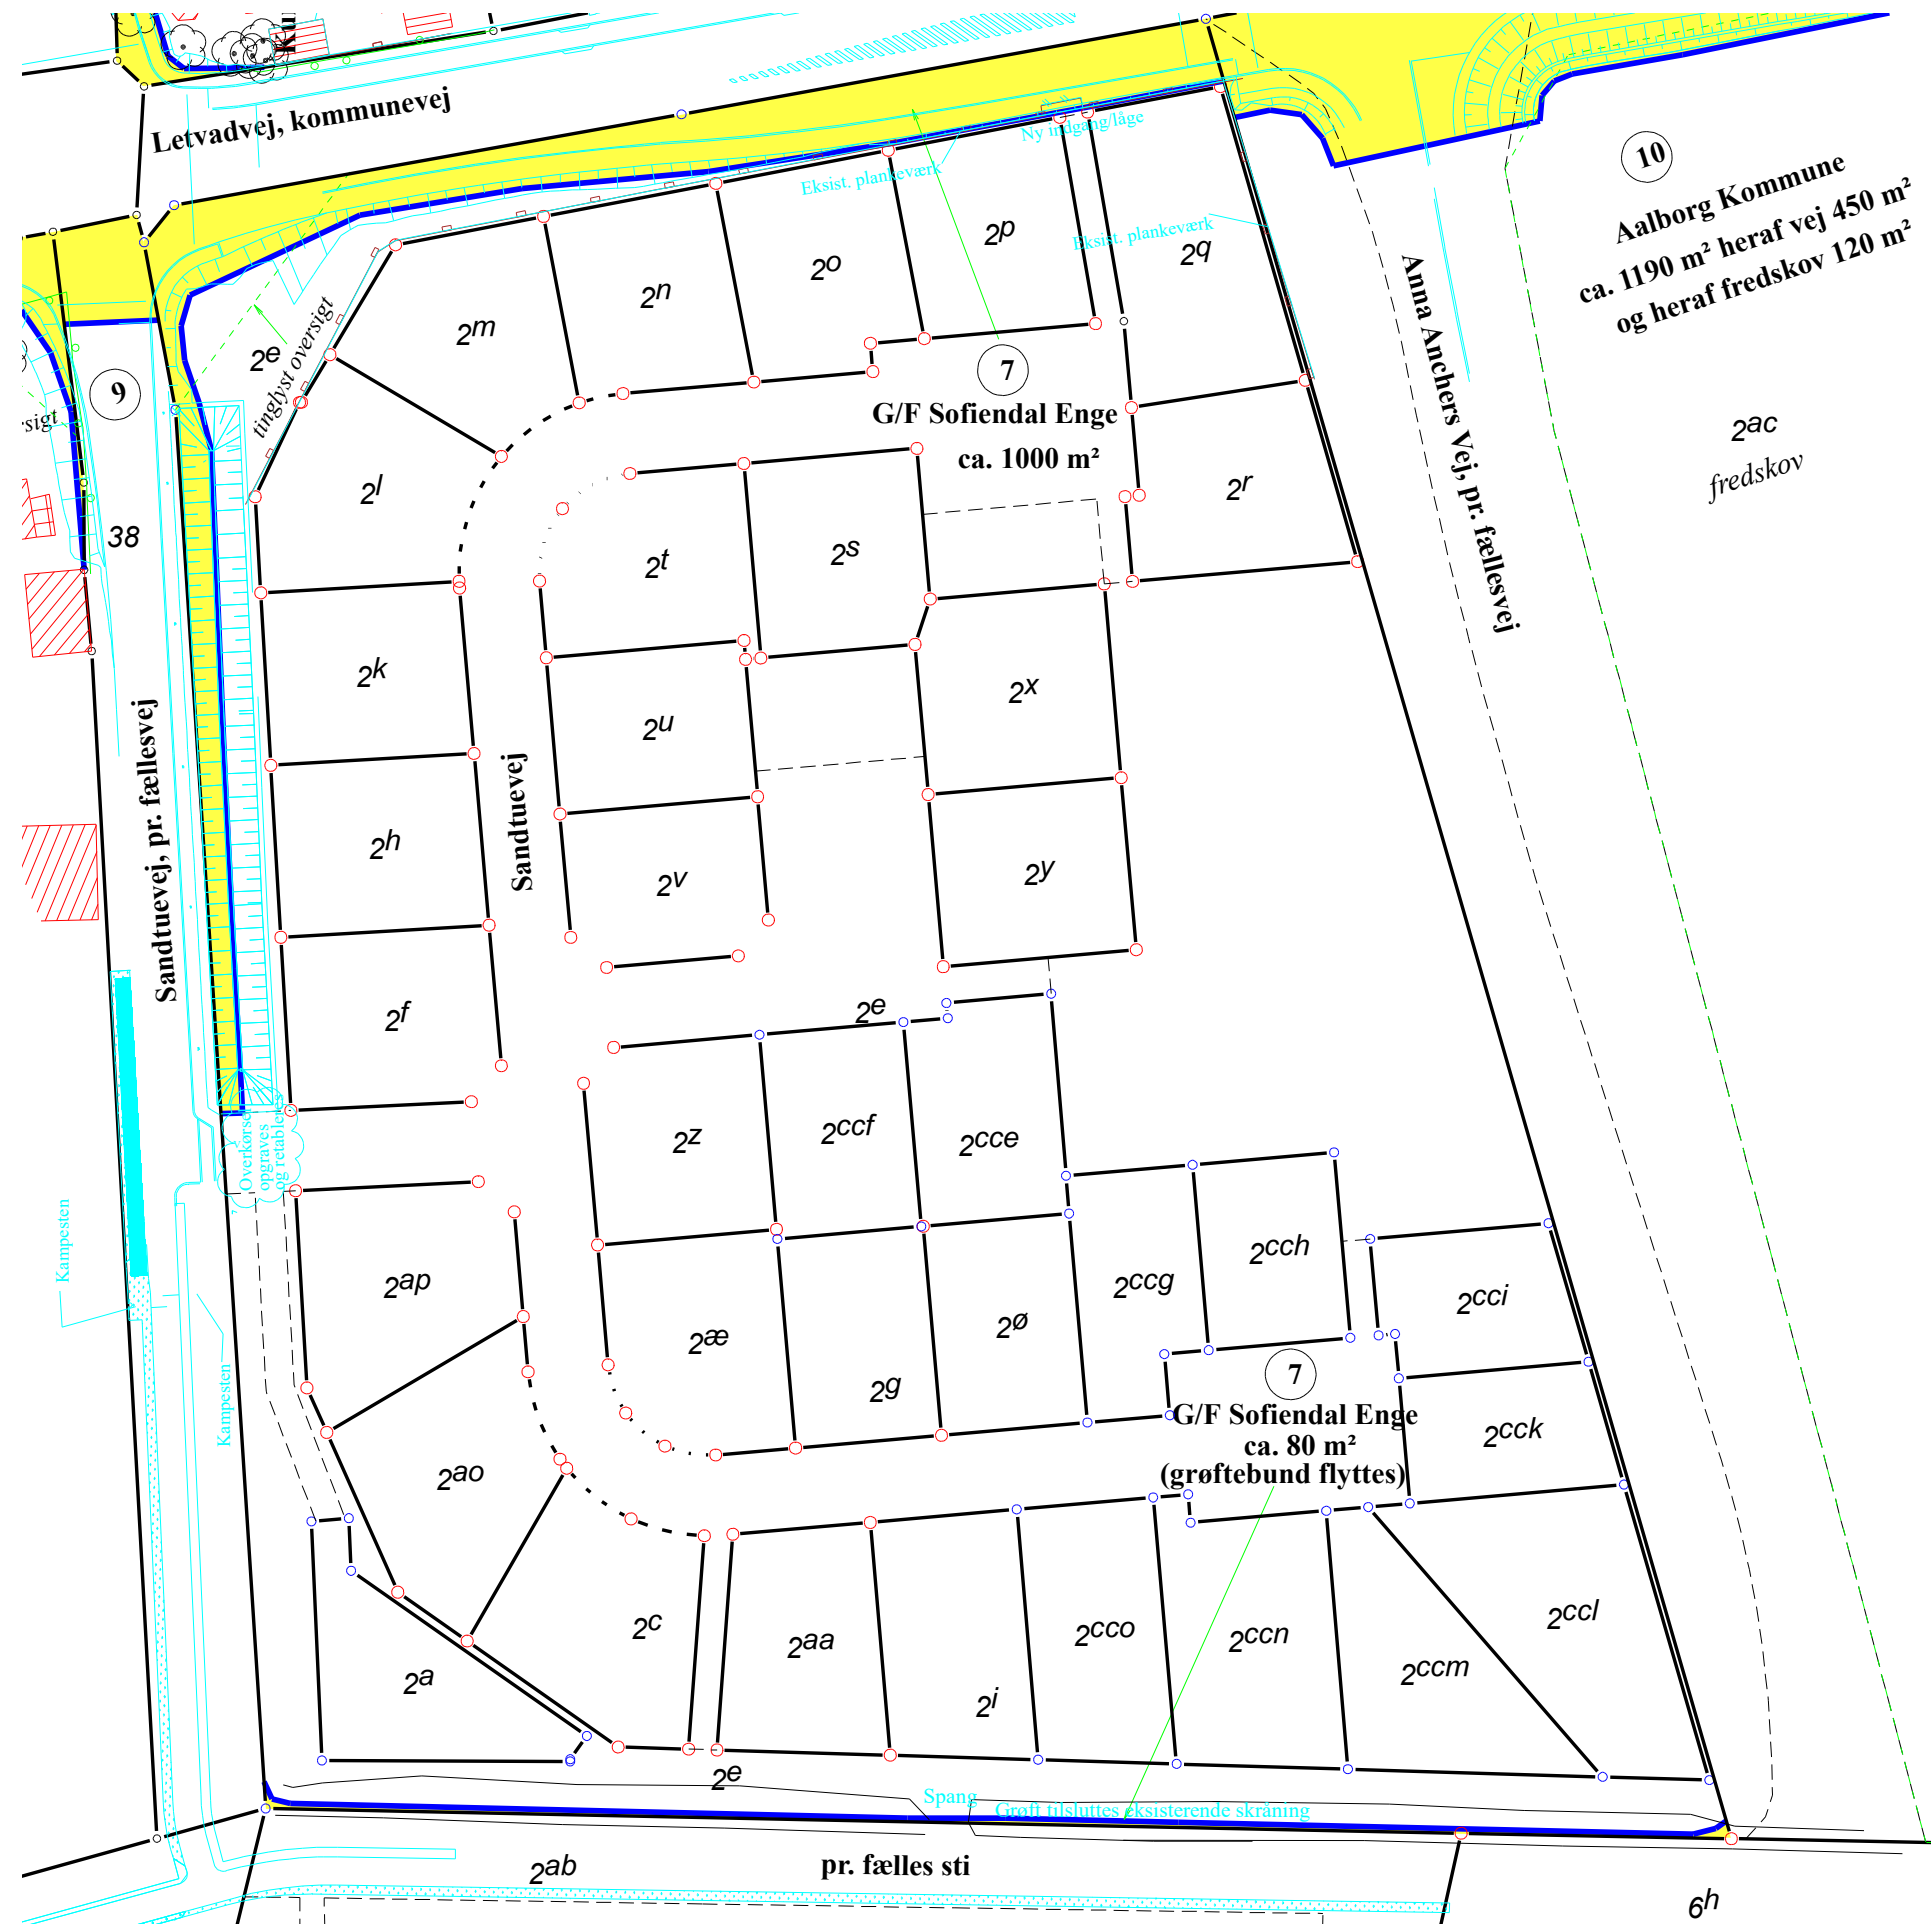 Letvadvej, kommunevej
Ny indgang/låge
Eksist. plankeværk
Eksist. plankeværk
10
Aalborg Kommune
ca. 1190 m² heraf vej 450 m²
og heraf fredskov 120 m²
2p
2q
2o
2n
2m
2e
tinglyst oversigt
9
7
G/F Sofiendal Enge
ca. 1000 m²
Anna Anchers Vej, pr. fællesvej
2ac
fredskov
2l
2r
38
2t
2s
2k
2x
2u
Sandtuevej, pr. fællesvej
Sandtuevej
2h
2v
2y
2f
2e
2z
2ccf
2cce
Overkørsel
opgraves
og retableres
Kampesten
2ap
2cch
2ccg
2cci
2æ
2ø
2g
7
G/F Sofiendal Enge
ca. 80 m²
(grøftebund flyttes)
Kampesten
2cck
2ao
2c
2aa
2cco
2ccn
2ccl
2ccm
2a
2i
2e
Spang
Grøft tilsluttes eksisterende skråning
2ab
pr. fælles sti
6h